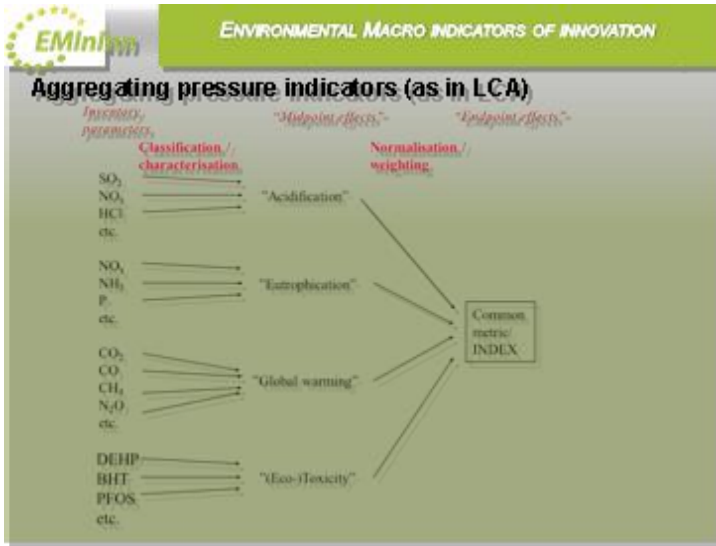 EMInInn
ENVIRONMENTAL MACRO INDICATORS OF INNOVATION
Aggregating pressure indicators (as in LCA)
Inventory
parameters
"Midpoint effects"
"Endpoint effects"
Classification /
characterisation
Normalisation /
weighting
SO₂
NOₓ
HCl
etc.
"Acidification"
NOₓ
NH₃
P
etc.
"Eutrophication"
Common
metric/
INDEX
CO₂
CO
CH₄
N₂O
etc.
"Global warming"
DEHP
BHT
PFOS
etc.
"(Eco-)Toxicity"